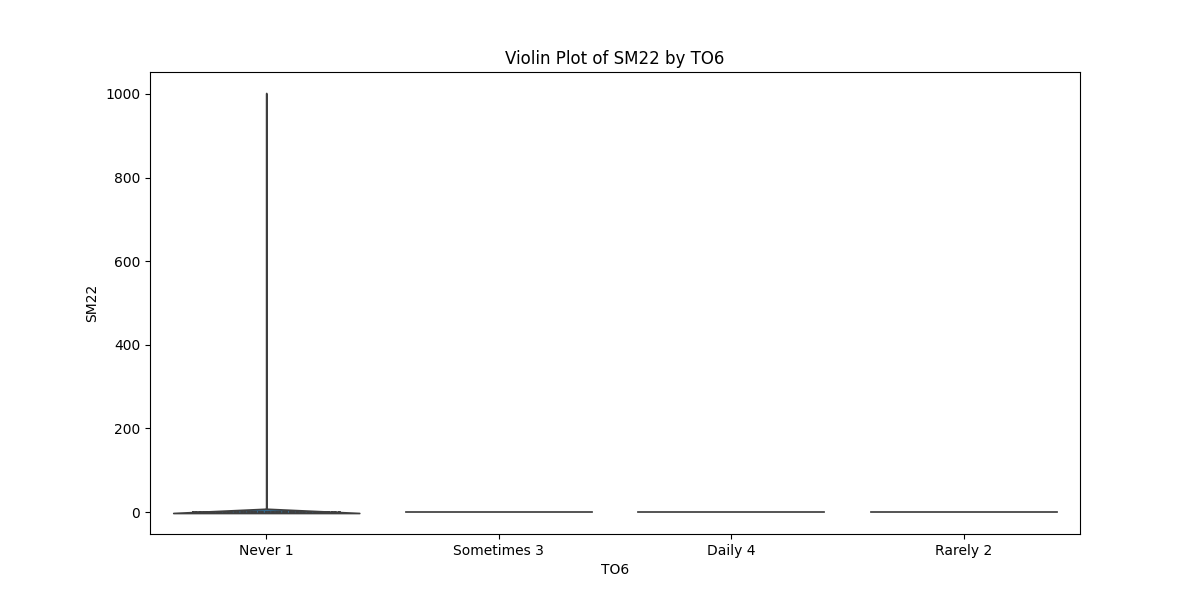 Violin Plot of SM22 by TO6
1000
800
600
400
200
0
SM22
Never 1
Sometimes 3
Daily 4
Rarely 2
TO6